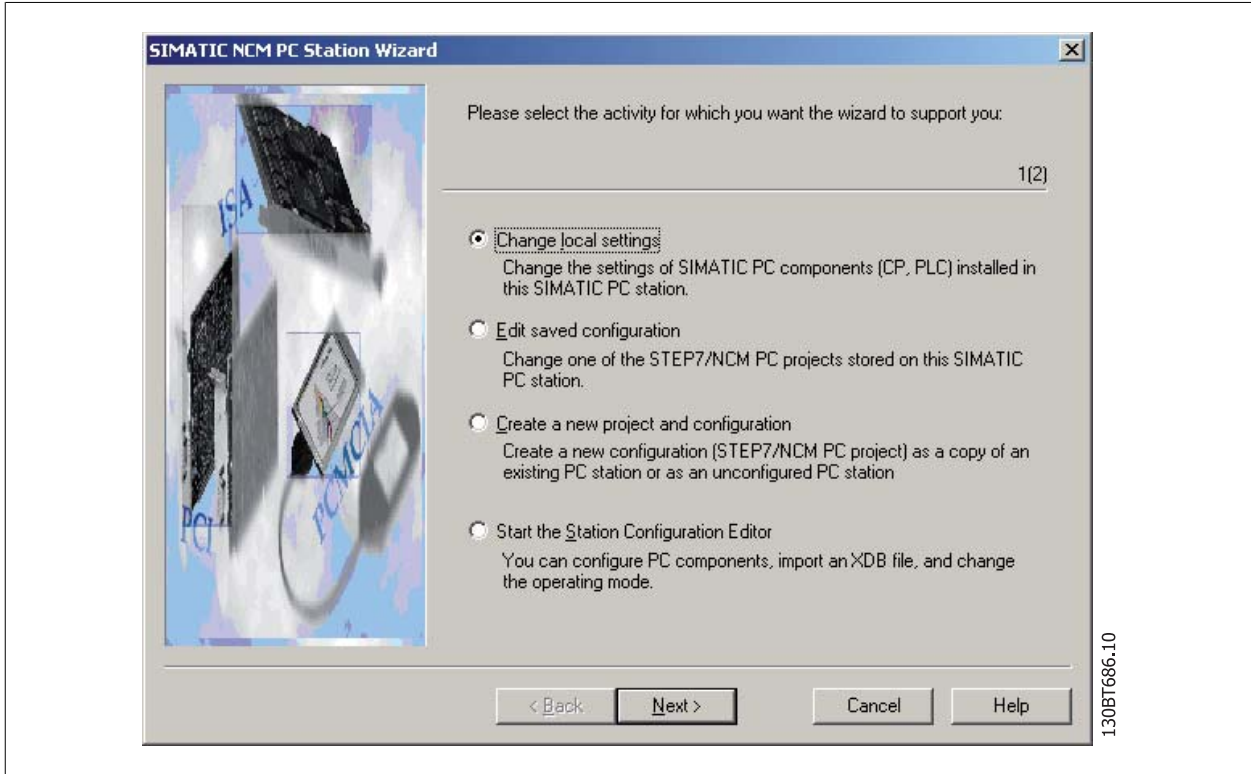 SIMATIC NCM PC Station Wizard
Please select the activity for which you want the wizard to support you:
1(2)
ISA
PCI
PCMCIA
Change local settings
Change the settings of SIMATIC PC components (CP, PLC) installed in
this SIMATIC PC station.
Edit saved configuration
Change one of the STEP7/NCM PC projects stored on this SIMATIC
PC station.
Create a new project and configuration
Create a new configuration (STEP7/NCM PC project) as a copy of an
existing PC station or as an unconfigured PC station
Start the Station Configuration Editor
You can configure PC components, import an XDB file, and change
the operating mode.
< Back
Next >
Cancel
Help
130BT686.10